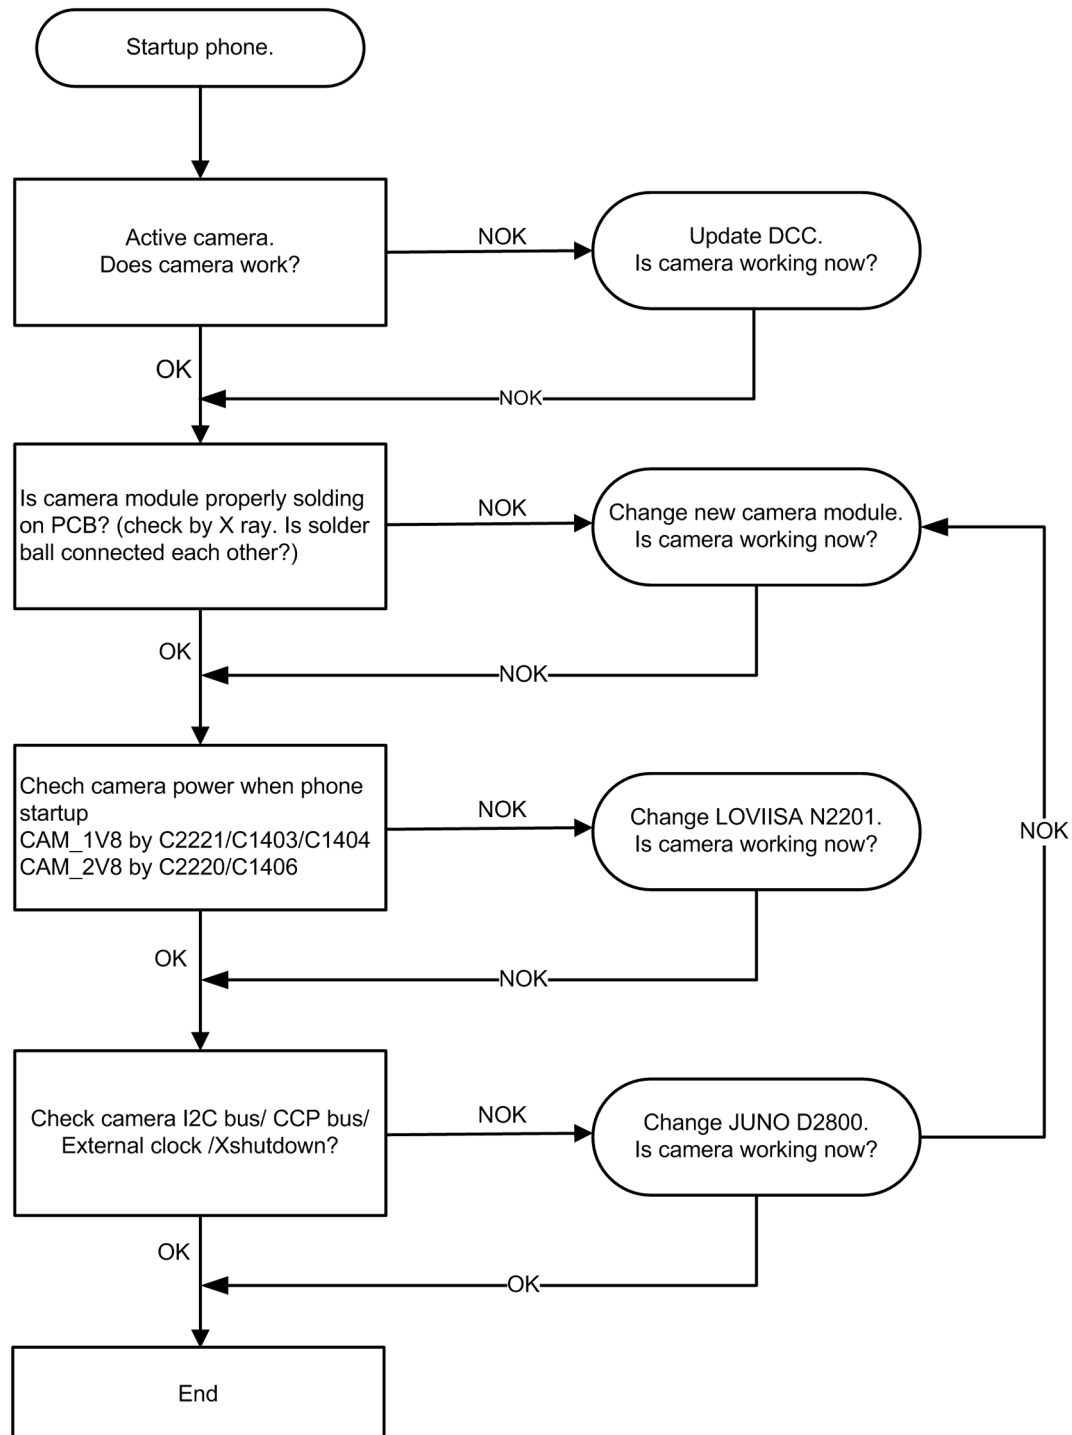 Startup phone.
Active camera.
Does camera work?
NOK
Update DCC.
Is camera working now?
OK
NOK
Is camera module properly solding
on PCB? (check by X ray. Is solder
ball connected each other?)
NOK
Change new camera module.
Is camera working now?
OK
NOK
Chech camera power when phone
startup
CAM_1V8 by C2221/C1403/C1404
CAM_2V8 by C2220/C1406
NOK
Change LOVIISA N2201.
Is camera working now?
NOK
OK
NOK
Check camera I2C bus/ CCP bus/
External clock /Xshutdown?
NOK
Change JUNO D2800.
Is camera working now?
OK
OK
End